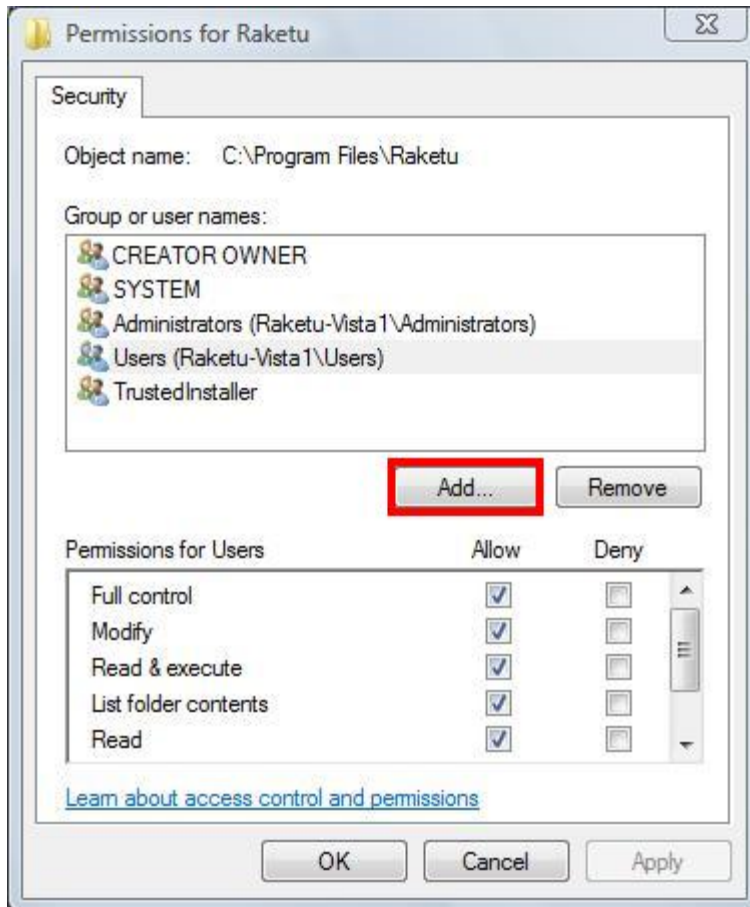 Permissions for Raketu
Security
Object name: C:\Program Files\Raketu
Group or user names:
CREATOR OWNER
SYSTEM
Administrators (Raketu-Vista1\Administrators)
Users (Raketu-Vista1\Users)
TrustedInstaller
Add... Remove
Permissions for Users Allow Deny
Full control
Modify
Read & execute
List folder contents
Read
Learn about access control and permissions
OK Cancel Apply